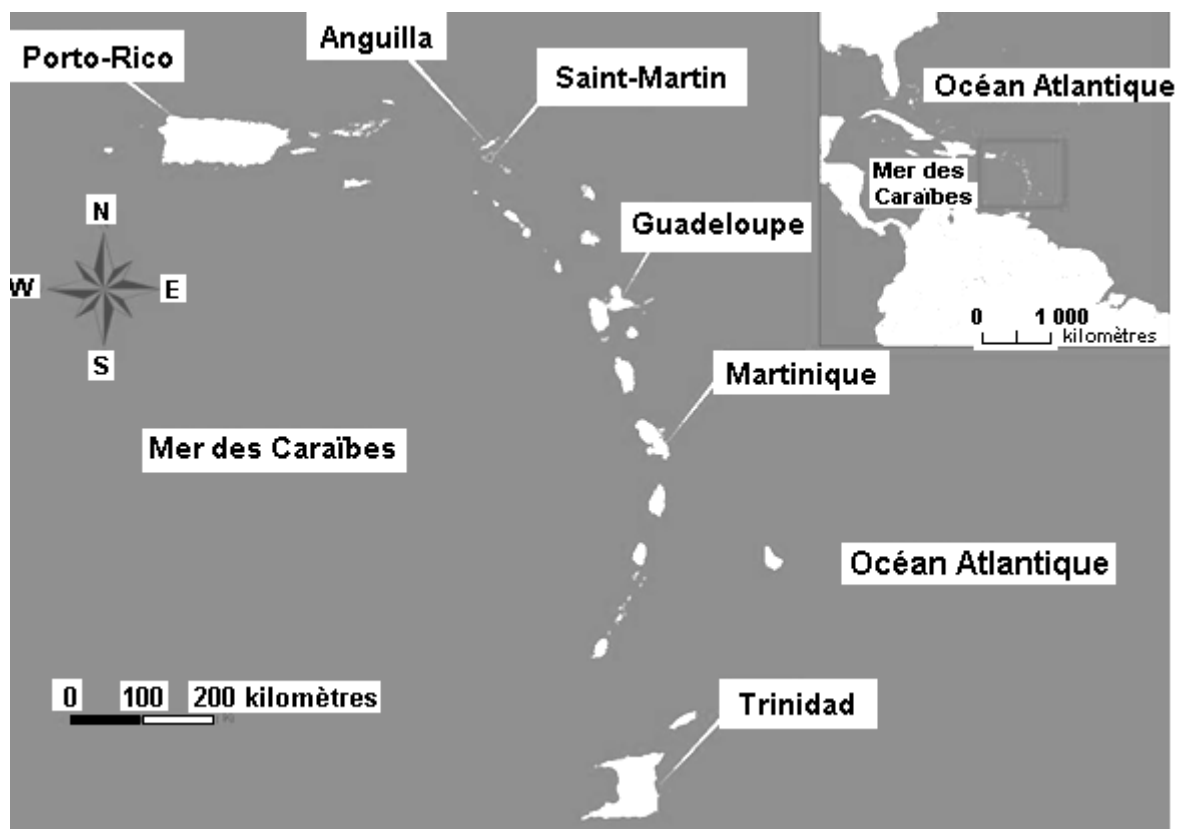 Porto-Rico
Anguilla
Saint-Martin
Océan Atlantique
Mer des
Caraïbes
0 1 000
kilomètres
Guadeloupe
N
W E
S
Martinique
Mer des Caraïbes
Océan Atlantique
0 100 200 kilomètres
Trinidad